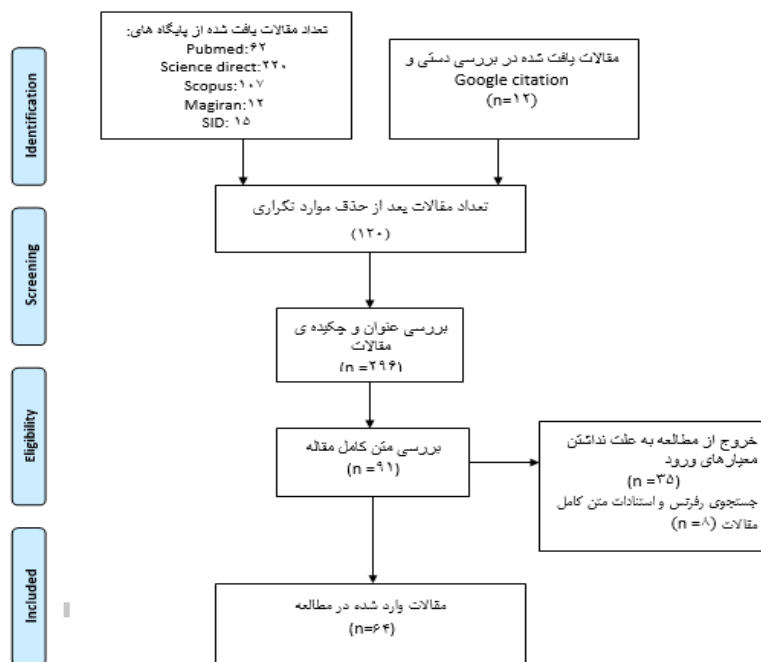 تعداد مقالات یافت شده از پایگاه های:
Pubmed:۶۲
Science direct:۲۲۰
Scopus:۱۰۷
Magiran:۱۲
SID: ۱۵
مقالات یافت شده در بررسی دستی و
Google citation
(n=۱۲)
Identification
تعداد مقالات بعد از حذف موارد تکراری
(۱۲۰)
Screening
بررسی عنوان و چکیده ی
مقالات
(n =۲۹۶)
Eligibility
بررسی متن کامل مقاله
(n =۹۱)
خروج از مطالعه به علت نداشتن
معیارهای ورود
(n =۳۵)
جستجوی رفرنس و استنادات متن کامل
مقالات (n =۸)
Included
مقالات وارد شده در مطالعه
(n=۶۴)